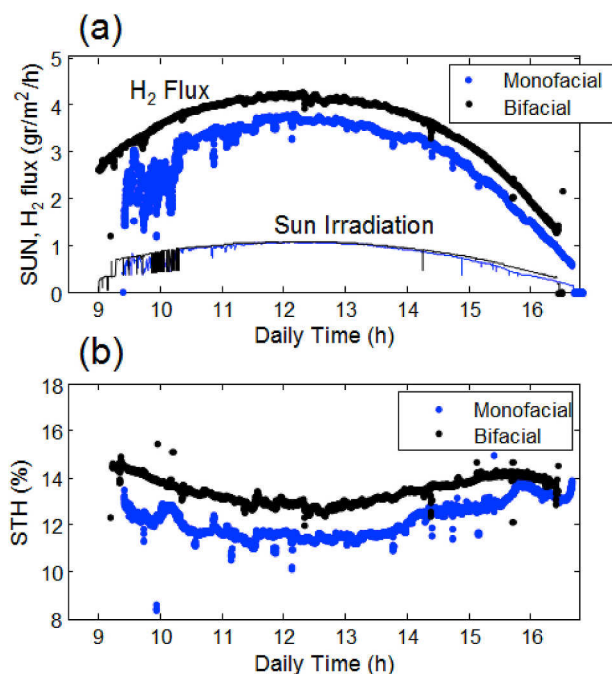 (a)
SUN, H₂ flux (gr/m²/h)
5
4
3
2
1
0
H₂ Flux
Monofacial
Bifacial
Sun Irradiation
9 10 11 12 13 14 15 16
Daily Time (h)
(b)
STH (%)
18
16
14
12
10
8
Monofacial
Bifacial
9 10 11 12 13 14 15 16
Daily Time (h)